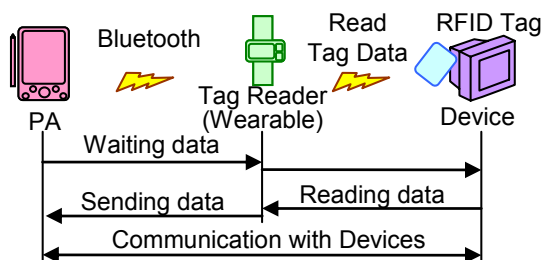 Bluetooth
Read
Tag Data
RFID Tag
PA
Tag Reader
(Wearable)
Device
Waiting data
Reading data
Sending data
Communication with Devices